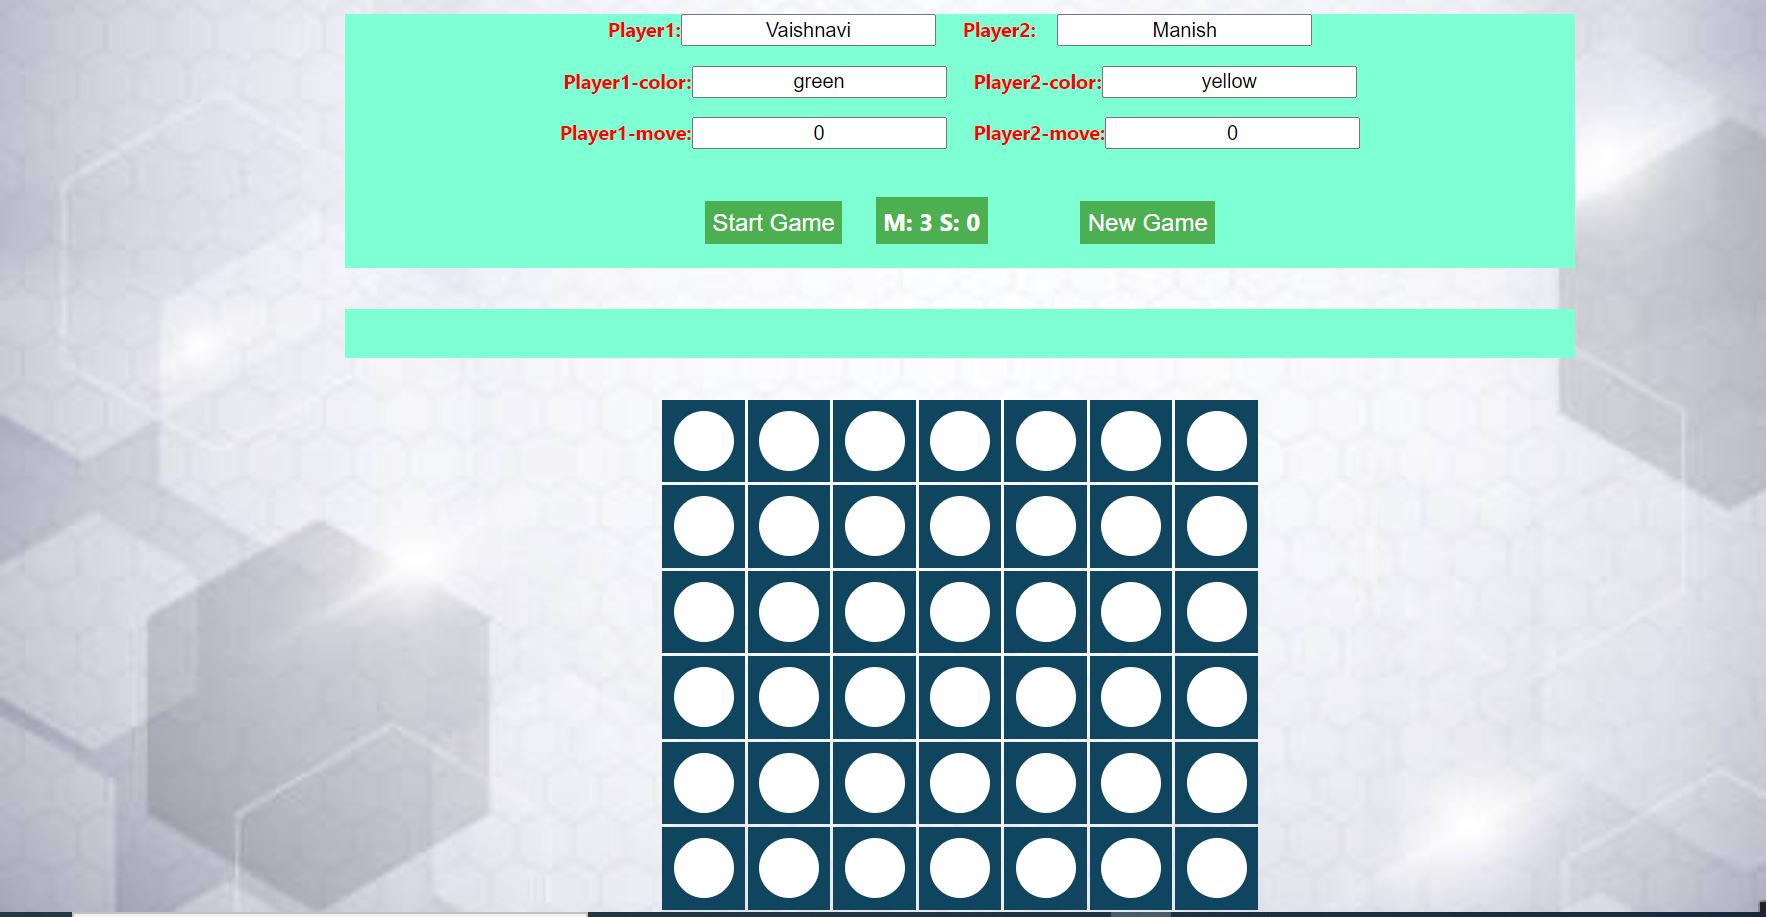 Player1: Vaishnavi Player2: Manish
Player1-color: green Player2-color: yellow
Player1-move: 0 Player2-move: 0
Start Game M: 3 S: 0 New Game